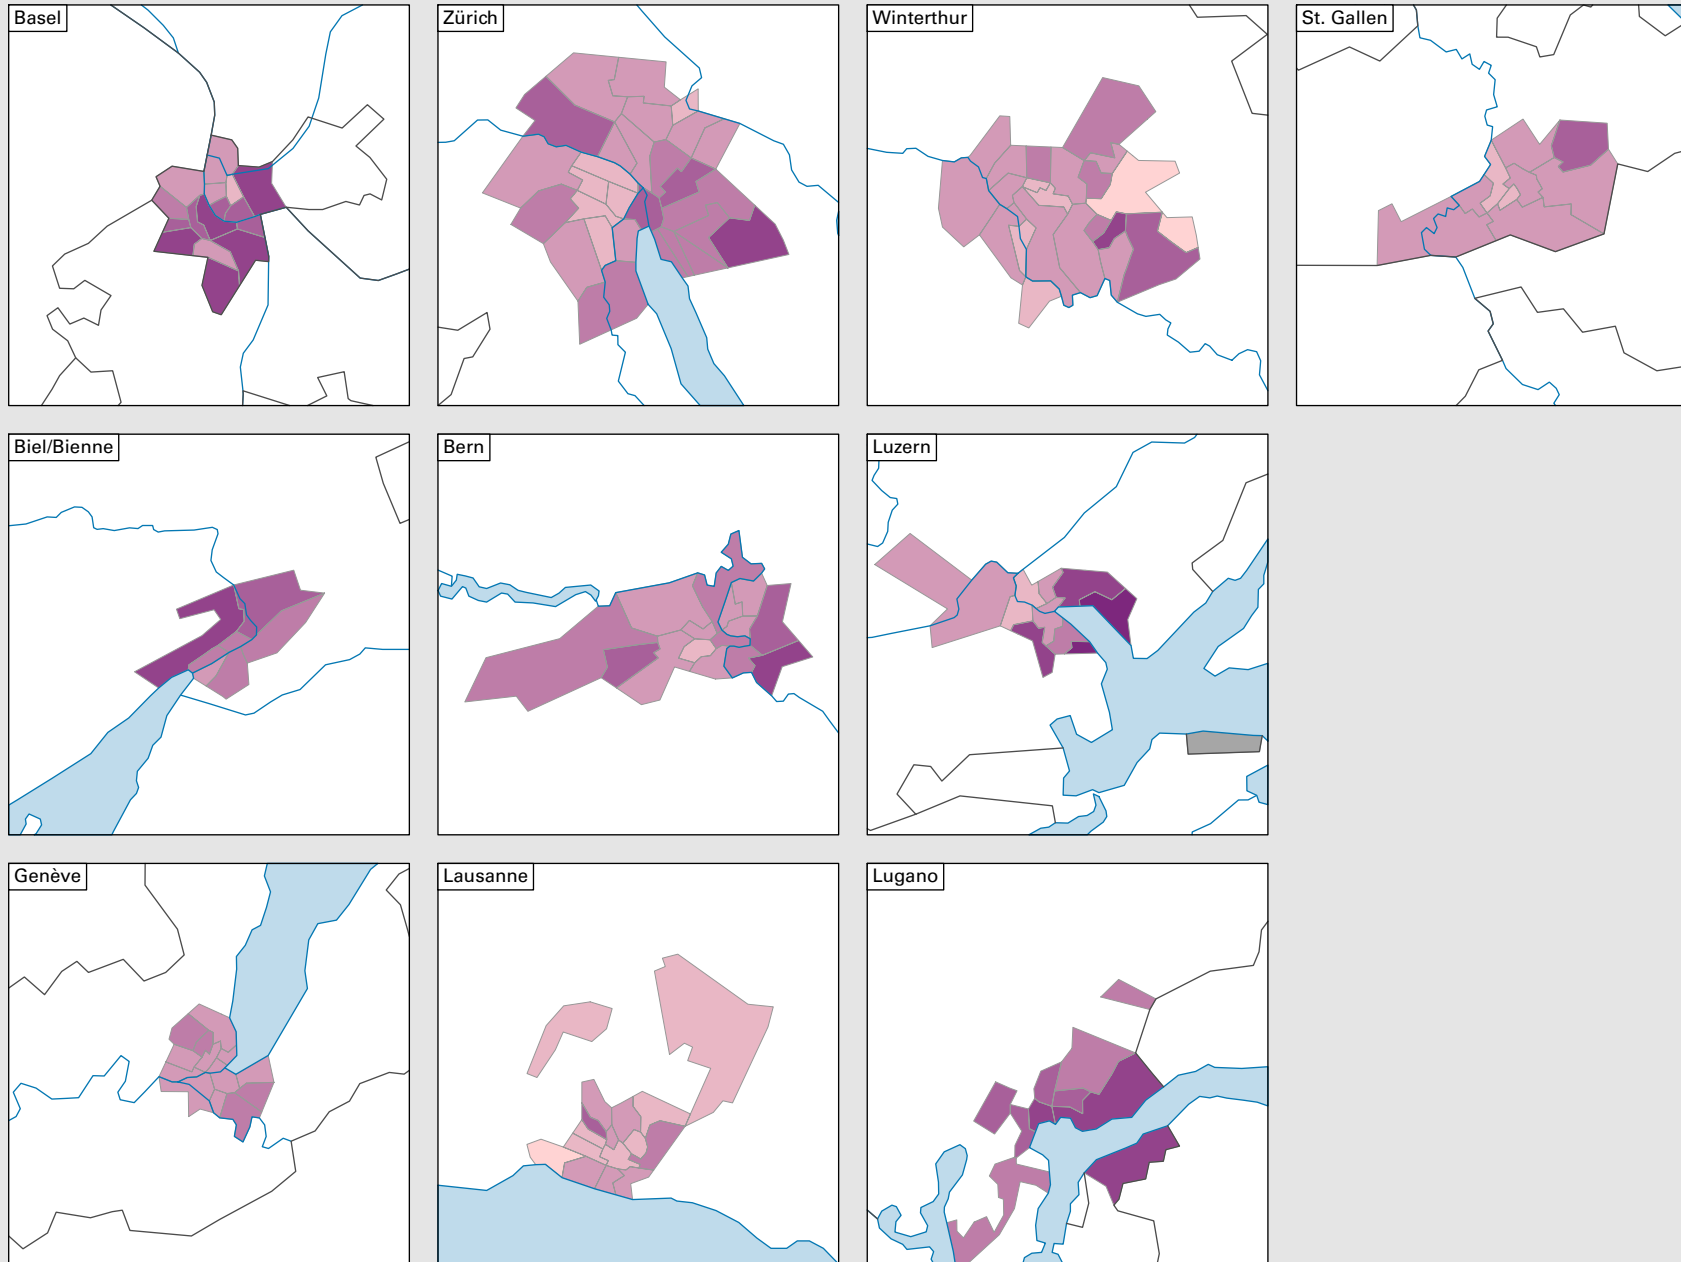 Basel
Zürich
Winterthur
St. Gallen
Biel/Bienne
Bern
Luzern
Genève
Lausanne
Lugano